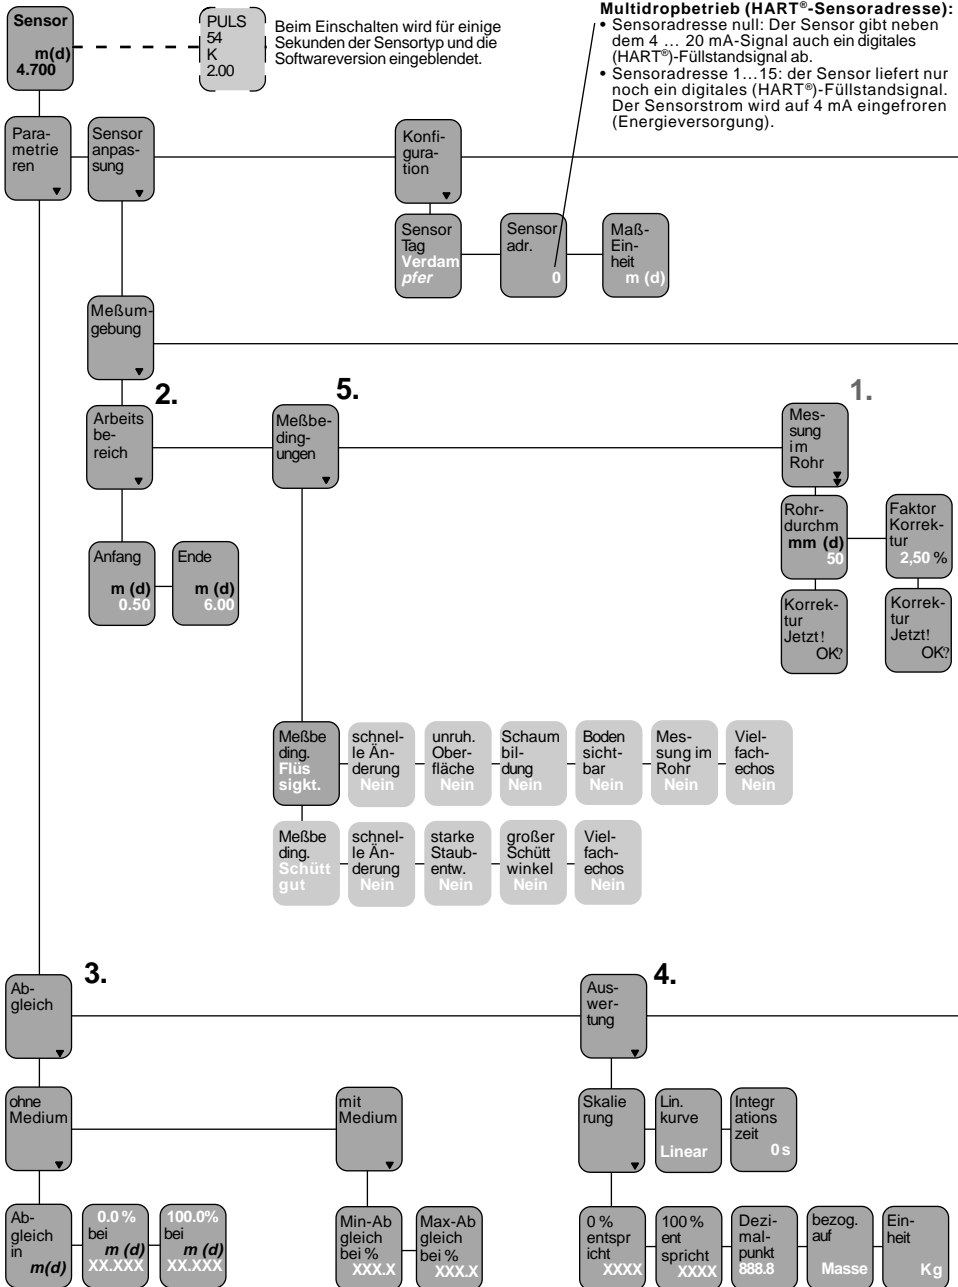 Sensor
m(d)
4.700
PULS
54
K
2.00
Beim Einschalten wird für einige
Sekunden der Sensortyp und die
Softwareversion eingeblendet.
Multidropbetrieb (HART®-Sensoradresse):
• Sensoradresse null: Der Sensor gibt neben
dem 4 … 20 mA-Signal auch ein digitales
(HART®)-Füllstandsignal ab.
• Sensoradresse 1…15: der Sensor liefert nur
noch ein digitales (HART®)-Füllstandsignal.
Der Sensorstrom wird auf 4 mA eingefroren
(Energieversorgung).
Para-
metrie
ren
Sensor
anpas-
sung
Konfi-
gura-
tion
Sensor
Tag
Verdam
pfer
Sensor
adr.
0
Maß-
Ein-
heit
m (d)
Meßum-
gebung
2.
Arbeits
be-
reich
5.
Meßbe-
ding-
ungen
1.
Mes-
sung
im
Rohr
Anfang
m (d)
0.50
Ende
m (d)
6.00
Rohr-
durchm
mm (d)
50
Faktor
Korrek-
tur
2,50 %
Korrek-
tur
Jetzt!
OK?
Korrek-
tur
Jetzt!
OK?
Meßbe
ding.
Flüs
sigkt.
schnel-
le Än-
derung
Nein
unruh.
Ober-
fläche
Nein
Schaum
bil-
dung
Nein
Boden
sicht-
bar
Nein
Mes-
sung im
Rohr
Nein
Viel-
fach-
echos
Nein
Meßbe
ding.
Schütt
gut
schnel-
le Än-
derung
Nein
starke
Staub-
entw.
Nein
großer
Schütt
winkel
Nein
Viel-
fach-
echos
Nein
3.
Ab-
gleich
4.
Aus-
wer-
tung
ohne
Medium
mit
Medium
Skalie
rung
Lin.
kurve
Linear
Integr
ations
zeit
0 s
Ab-
gleich
in
m(d)
0.0 %
bei
m (d)
XX.XXX
100.0%
bei
m (d)
XX.XXX
Min-Ab
gleich
bei %
XXX.X
Max-Ab
gleich
bei %
XXX.X
0 %
entspr
icht
XXXX
100 %
ent
spricht
XXXX
Dezi-
mal-
punkt
888.8
bezog.
auf
Masse
Ein-
heit
Kg